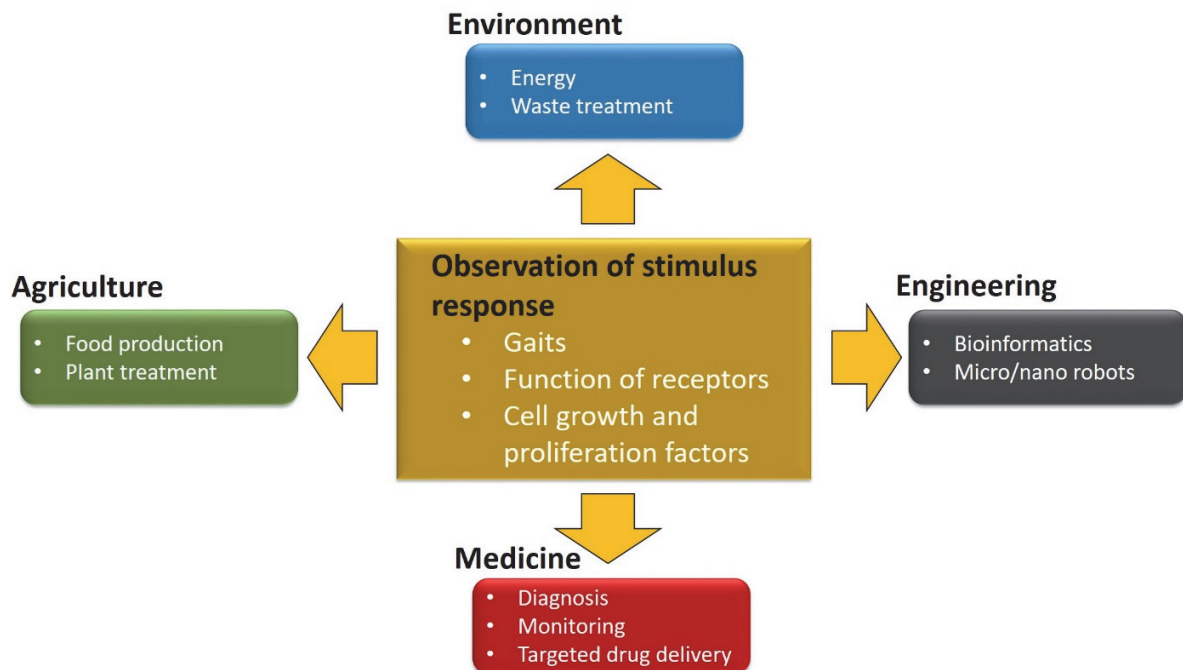 Environment
• Energy
• Waste treatment
Agriculture
• Food production
• Plant treatment
Observation of stimulus
response
• Gaits
• Function of receptors
• Cell growth and
proliferation factors
Engineering
• Bioinformatics
• Micro/nano robots
Medicine
• Diagnosis
• Monitoring
• Targeted drug delivery